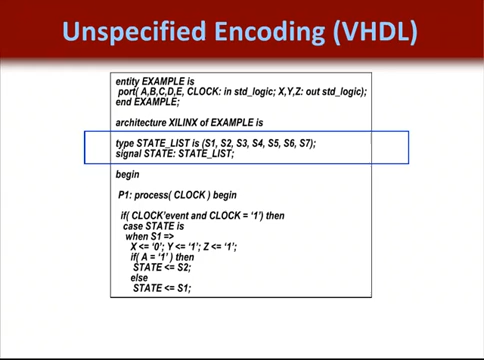 Unspecified Encoding (VHDL)
entity EXAMPLE is
port( A,B,C,D,E, CLOCK: in std_logic; X,Y,Z: out std_logic);
end EXAMPLE;
architecture XILINX of EXAMPLE is
type STATE_LIST is (S1, S2, S3, S4, S5, S6, S7);
signal STATE: STATE_LIST;
begin
P1: process( CLOCK ) begin
if( CLOCK’event and CLOCK = ‘1’) then
case STATE is
when S1 =>
X <= ‘0’; Y <= ‘1’; Z <= ‘1’;
if( A = ‘1’ ) then
STATE <= S2;
else
STATE <= S1;